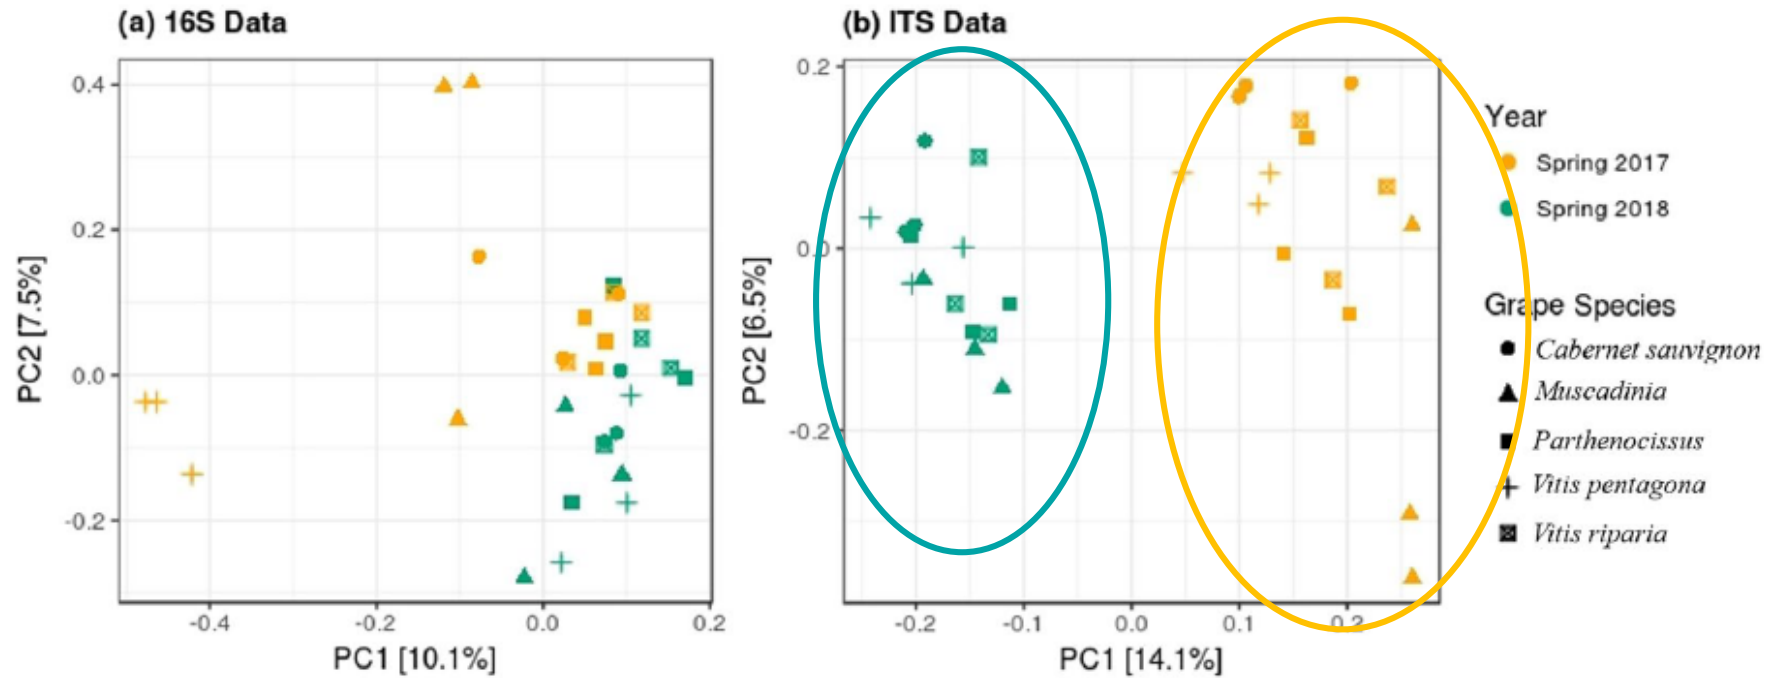 (a) 16S Data
0.4
0.2
0.0
-0.2
-0.4
-0.2
0.0
0.2
PC1 [10.1%]
PC2 [7.5%]
(b) ITS Data
0.2
0.0
-0.2
-0.2
-0.1
0.0
0.1
0.2
PC1 [14.1%]
PC2 [6.5%]
Year
Spring 2017
Spring 2018
Grape Species
Cabernet sauvignon
Muscadinia
Parthenocissus
Vitis pentagona
Vitis riparia